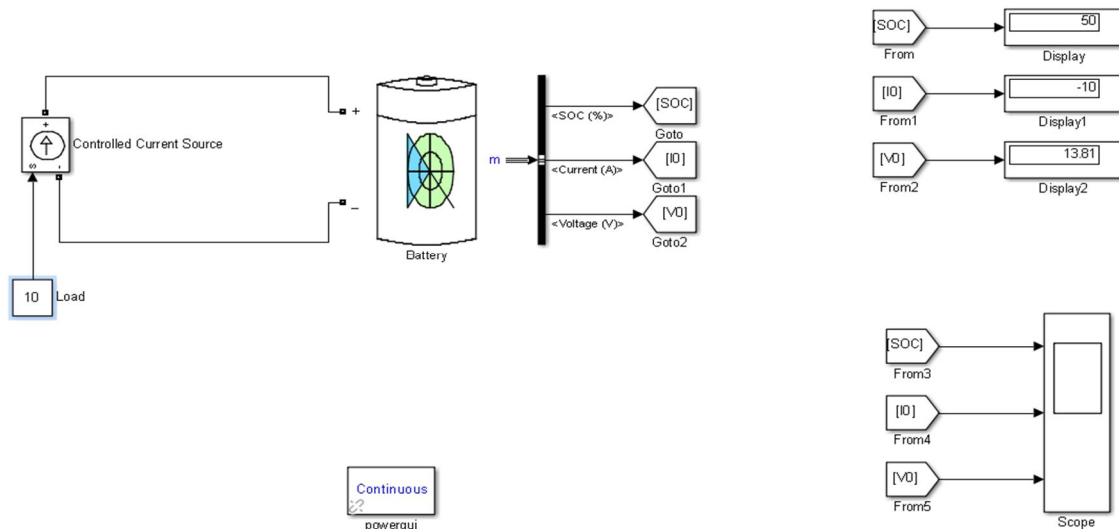 [SOC]
50
From
Display
+
+
Controlled Current Source
s
-
[SOC]
<SOC (%)>
Goto
[I0]
-10
From1
Display1
m
[I0]
<Current (A)>
Goto1
[V0]
13.81
From2
Display2
_
[V0]
<Voltage (V)>
Goto2
Battery
10
Load
[SOC]
From3
[I0]
From4
[V0]
From5
Continuous
powergui
Scope